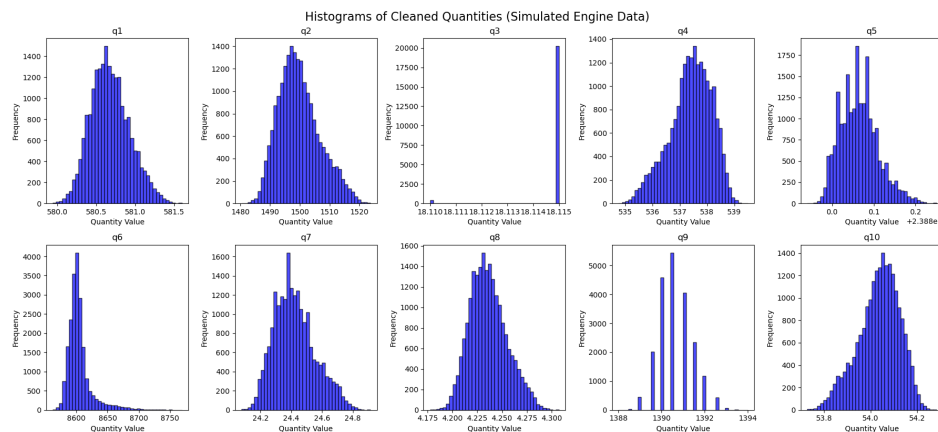 Histograms of Cleaned Quantities (Simulated Engine Data)
q1 q2 q3 q4 q5
Frequency Frequency Frequency Frequency Frequency
1400 1400 20000 1400 1750
1200 1200 17500 1200 1500
1000 1000 15000 1000 1250
800 800 12500 800 1000
600 600 10000 600 750
400 400 7500 400 500
200 200 5000 200 250
0 0 2500 0 0
0
580.0 580.5 581.0 581.5 1480 1490 1500 1510 1520 18.110 18.111 18.112 18.113 18.114 18.115 535 536 537 538 539 0.0 0.1 0.2
+2.388e
Quantity Value Quantity Value Quantity Value Quantity Value Quantity Value
q6 q7 q8 q9 q10
Frequency Frequency Frequency Frequency Frequency
4000 1600 1600 5000 1400
3500 1400 1400 4000 1200
3000 1200 1200 3000 1000
2500 1000 1000 2000 800
2000 800 800 1000 600
1500 600 600 0 400
1000 400 400 200
500 200 200 0
0 0 0
8600 8650 8700 8750 24.2 24.4 24.6 24.8 4.175 4.200 4.225 4.250 4.275 4.300 1388 1390 1392 1394 53.8 54.0 54.2
Quantity Value Quantity Value Quantity Value Quantity Value Quantity Value